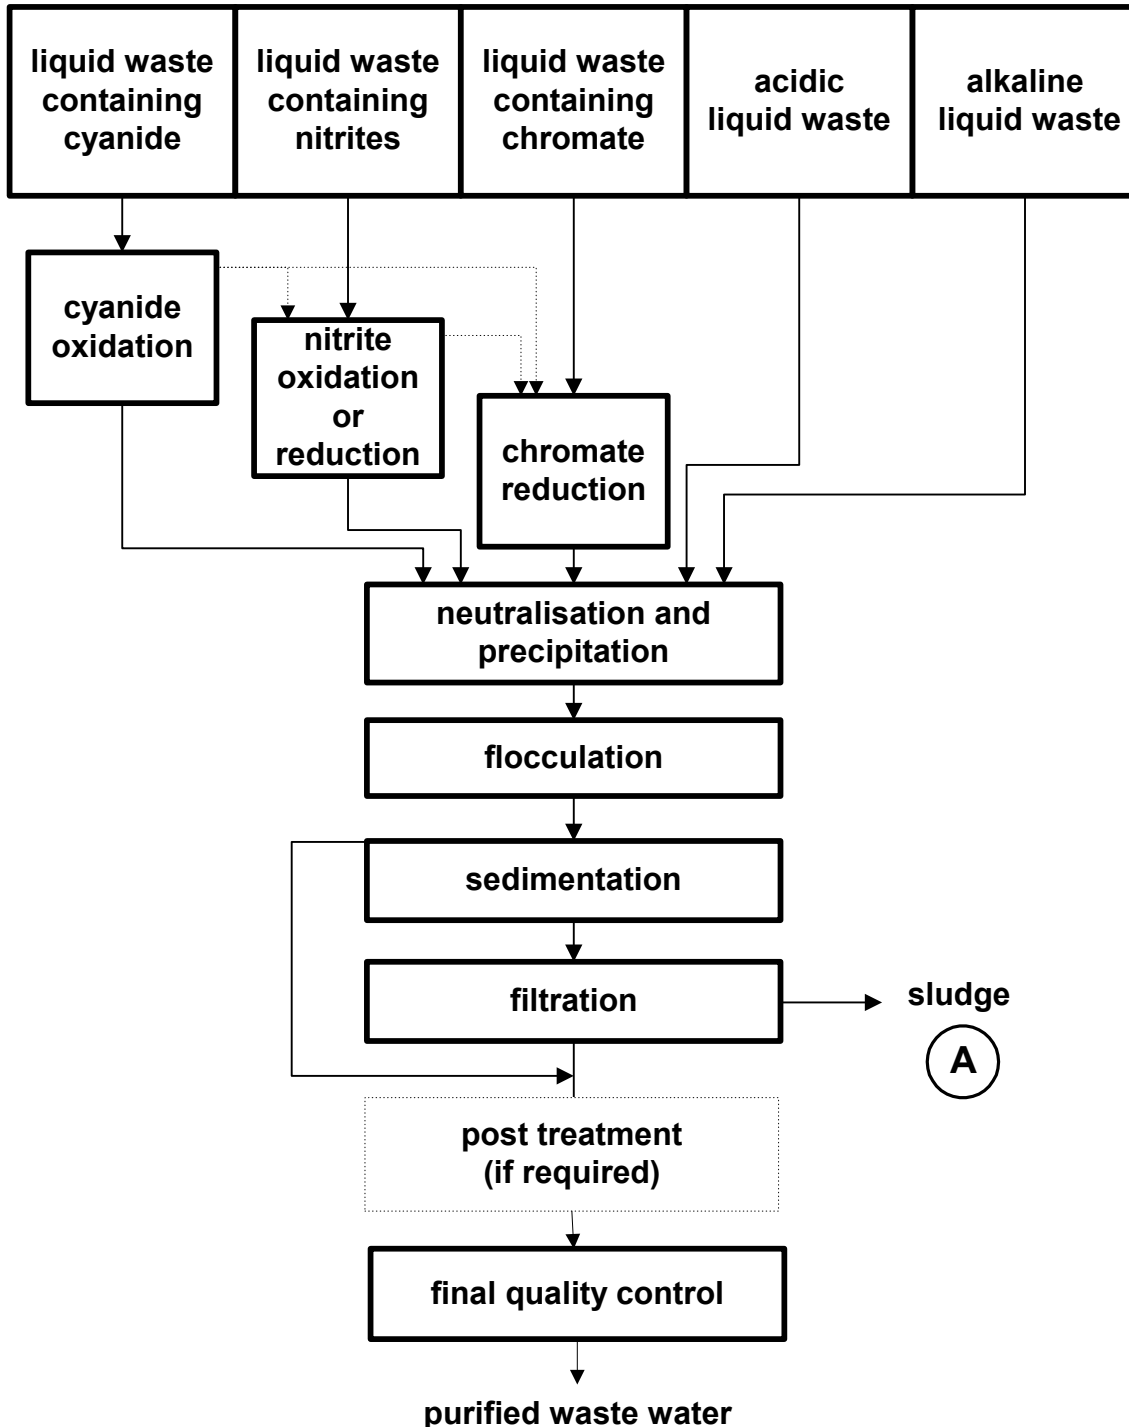 liquid waste
containing
cyanide
liquid waste
containing
nitrites
liquid waste
containing
chromate
acidic
liquid waste
alkaline
liquid waste
cyanide
oxidation
nitrite
oxidation
or
reduction
chromate
reduction
neutralisation and
precipitation
flocculation
sedimentation
filtration
sludge
A
post treatment
(if required)
final quality control
purified waste water